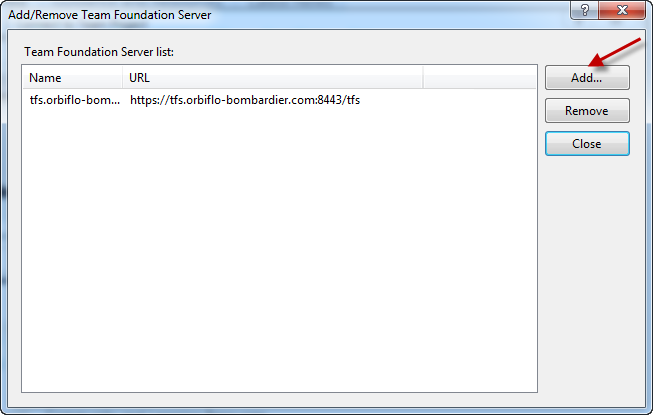 Add/Remove Team Foundation Server
?
Team Foundation Server list:
Add...
Name URL
tfs.orbiflo-bom... https://tfs.orbiflo-bombardier.com:8443/tfs
Remove
Close